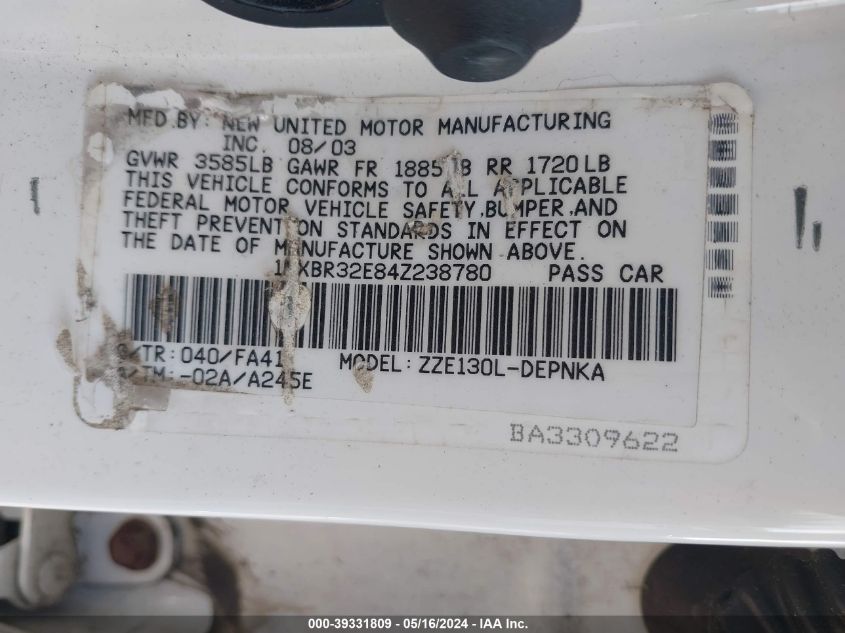 MFD.BY: NEW UNITED MOTOR MANUFACTURING
INC. 08/03
GVWR 3585LB GAWR FR RR 1720LB
THIS VEHICLE CONFORMS TO ALL APPLICABLE
FEDERAL MOTOR VEHICLE SAFETY, BUMPER, AND
THEFT PREVENTION STANDARDS IN EFFECT ON
THE DATE OF MANUFACTURE SHOWN ABOVE.
PASS CAR
C/TR: 040/FA41 MODEL: ZZE130L-DEPNKA
A/TM: -02A/A245E
BA3309622
000-39331809 - 05/16/2024 - IAA Inc.